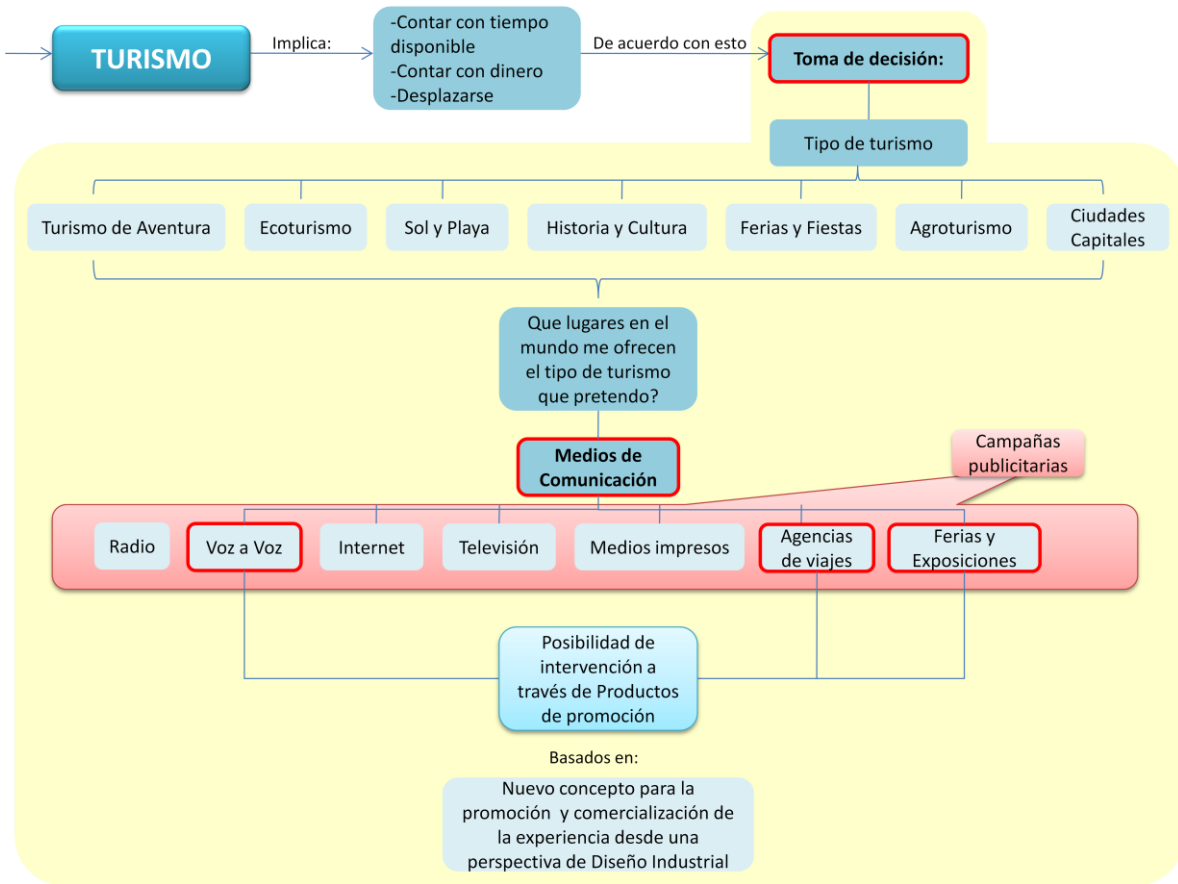 TURISMO
Implica:
-Contar con tiempo
disponible
-Contar con dinero
-Desplazarse
De acuerdo con esto
Toma de decisión:
Tipo de turismo
Turismo de Aventura
Ecoturismo
Sol y Playa
Historia y Cultura
Ferias y Fiestas
Agroturismo
Ciudades
Capitales
Que lugares en el
mundo me ofrecen
el tipo de turismo
que pretendo?
Medios de
Comunicación
Campañas
publicitarias
Radio
Voz a Voz
Internet
Televisión
Medios impresos
Agencias
de viajes
Ferias y
Exposiciones
Posibilidad de
intervención a
través de Productos
de promoción
Basados en:
Nuevo concepto para la
promoción y comercialización de
la experiencia desde una
perspectiva de Diseño Industrial